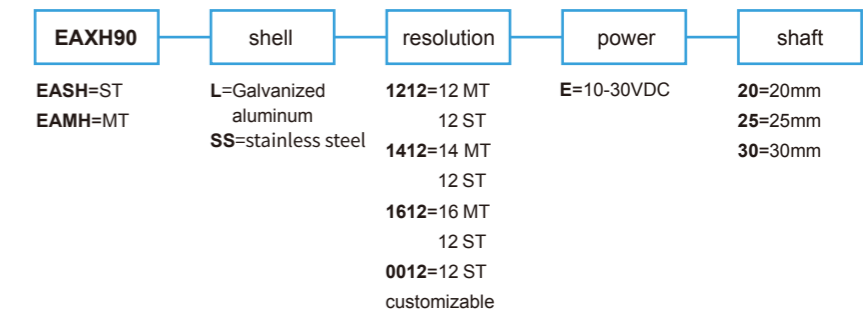 EAXH90
shell
resolution
power
shaft
EASH=ST
EAMH=MT
L=Galvanized
aluminum
SS=stainless steel
1212=12 MT
12 ST
1412=14 MT
12 ST
1612=16 MT
12 ST
0012=12 ST
customizable
E=10-30VDC
20=20mm
25=25mm
30=30mm